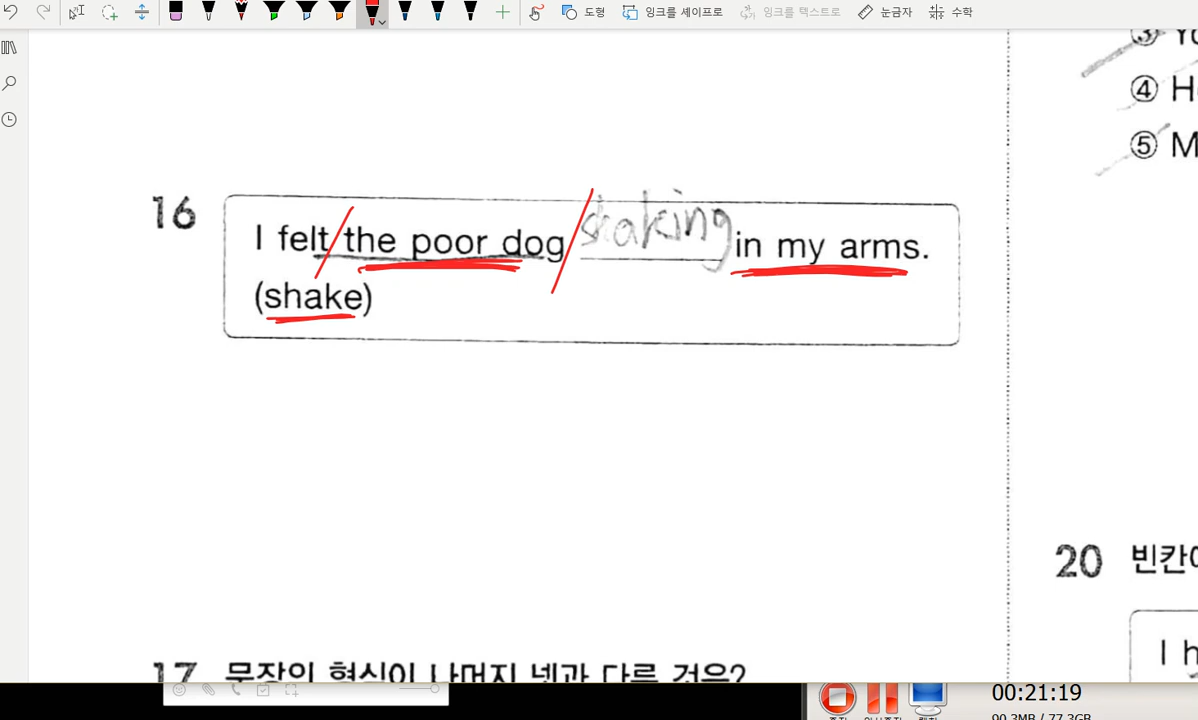 도형 잉크를 셰이프로 잉크를 텍스트로 눈금자 수학
③
④ H
⑤ M
16
I felt the poor dog shaking in my arms.
(shake)
20 빈칸에
I h
17 문장의 형식이 나머지 넷과 다른 것은?
00:21:19
90.3MB / 77.3GB